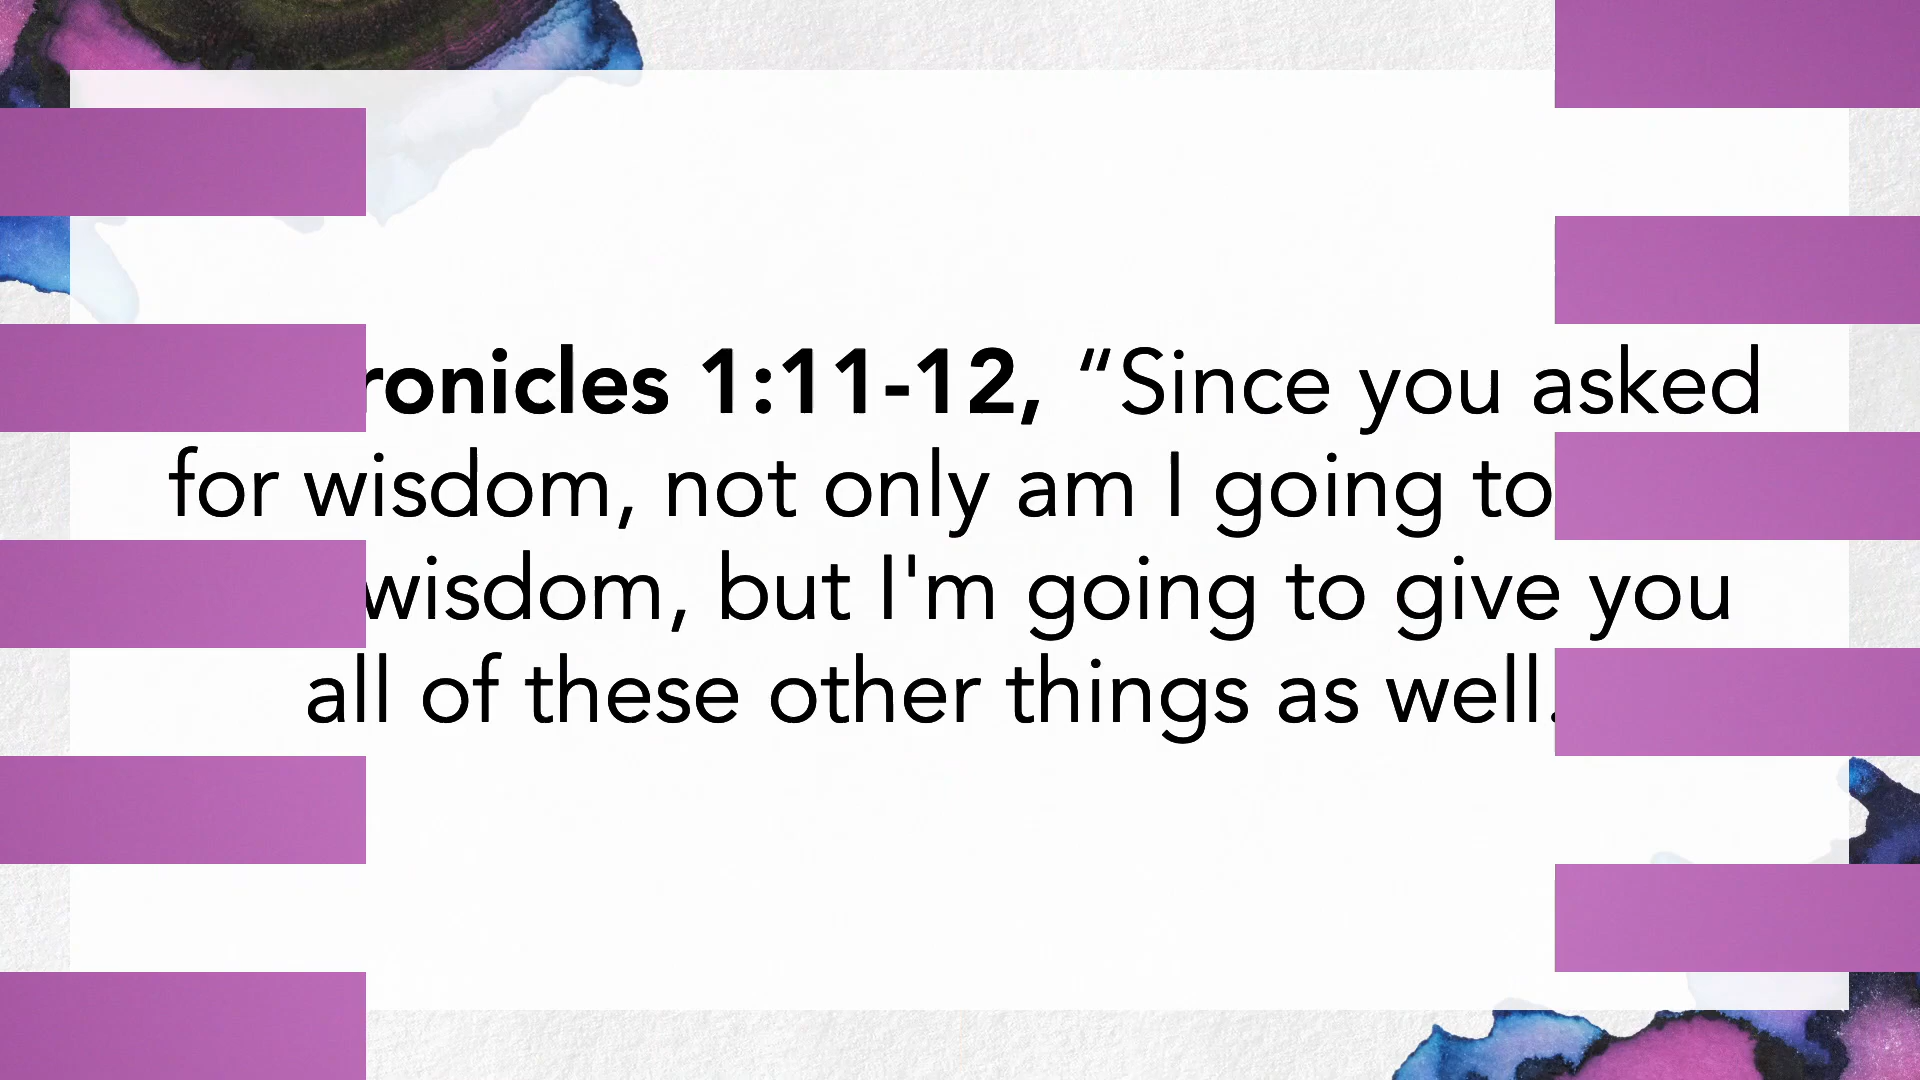 ronicles 1:11-12, “Since you asked
for wisdom, not only am I going to
wisdom, but I'm going to give you
all of these other things as well.